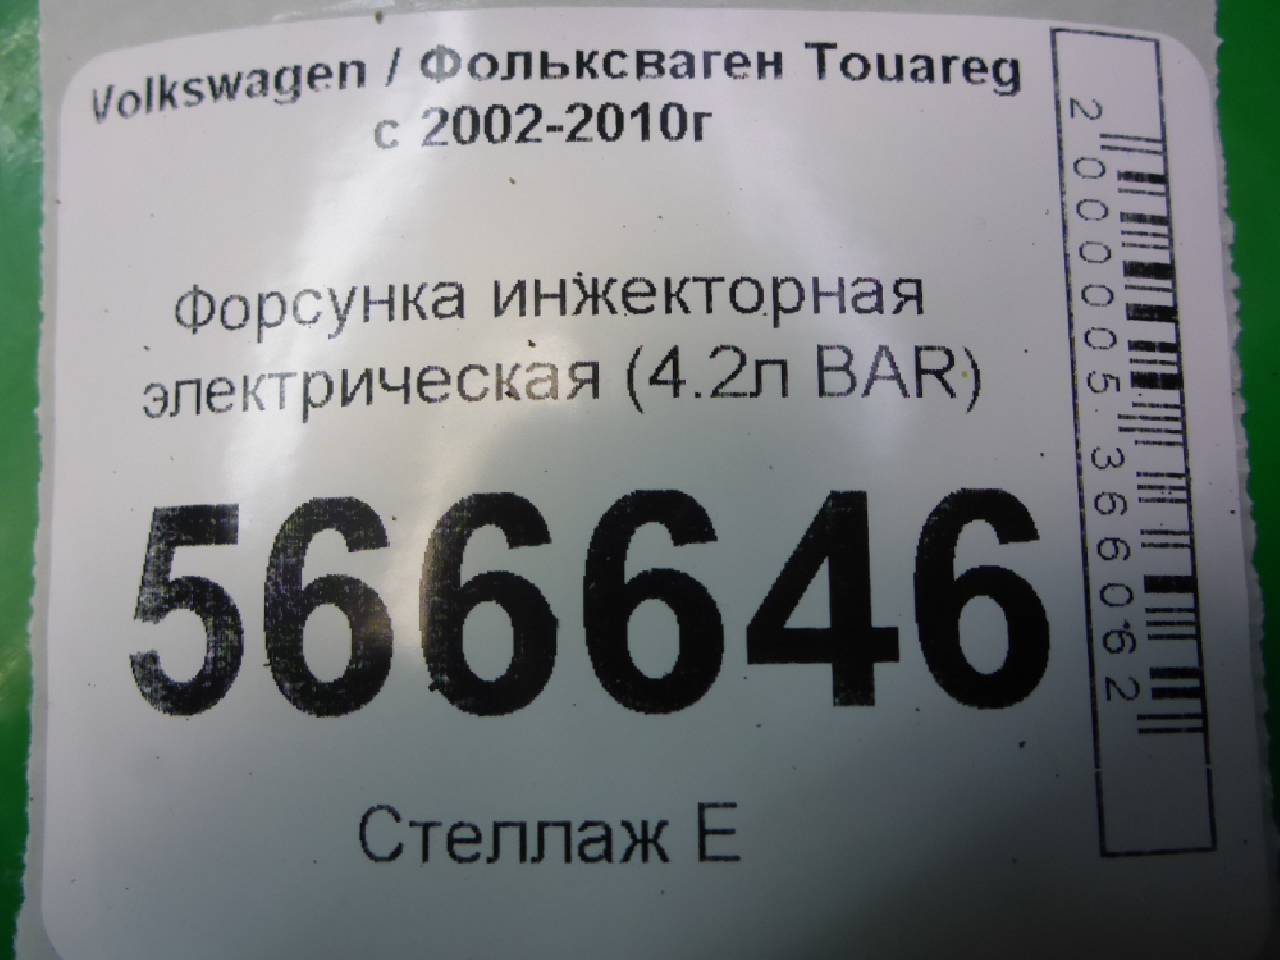 Volkswagen / Фольксваген Touareg
с 2002-2010г
Форсунка инжекторная
электрическая (4.2л BAR)
566646
Стеллаж Е
2000005366062